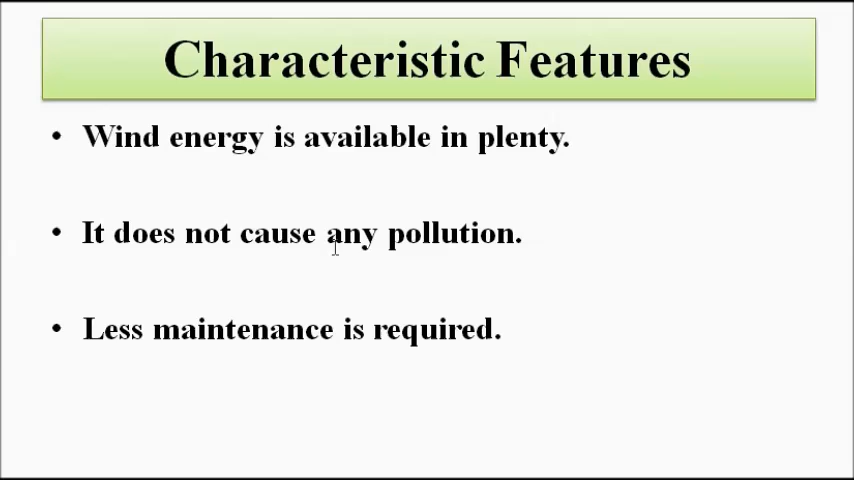 Characteristic Features
• Wind energy is available in plenty.
• It does not cause any pollution.
• Less maintenance is required.